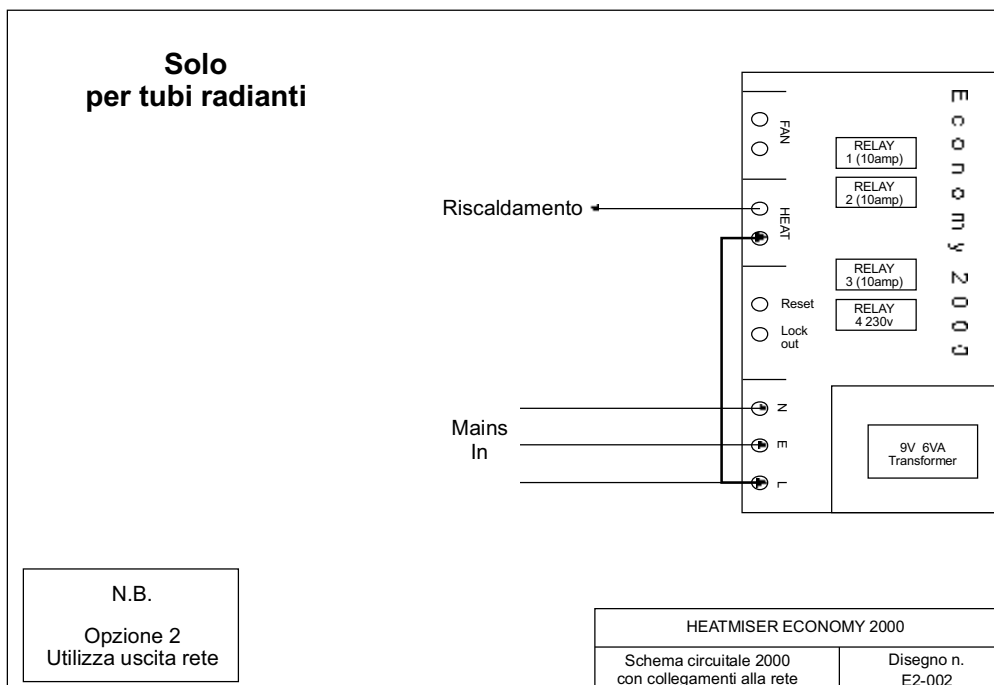 Solo
per tubi radianti
FAN
RELAY
1 (10amp)
RELAY
2 (10amp)
Economy 2000
Riscaldamento
HEAT
RELAY
3 (10amp)
RELAY
4 230v
Reset
Lock
out
N
Mains
In
E
L
9V 6VA
Transformer
N.B.
Opzione 2
Utilizza uscita rete
HEATMISER ECONOMY 2000
Schema circuitale 2000
con collegamenti alla rete
Disegno n.
E2-002